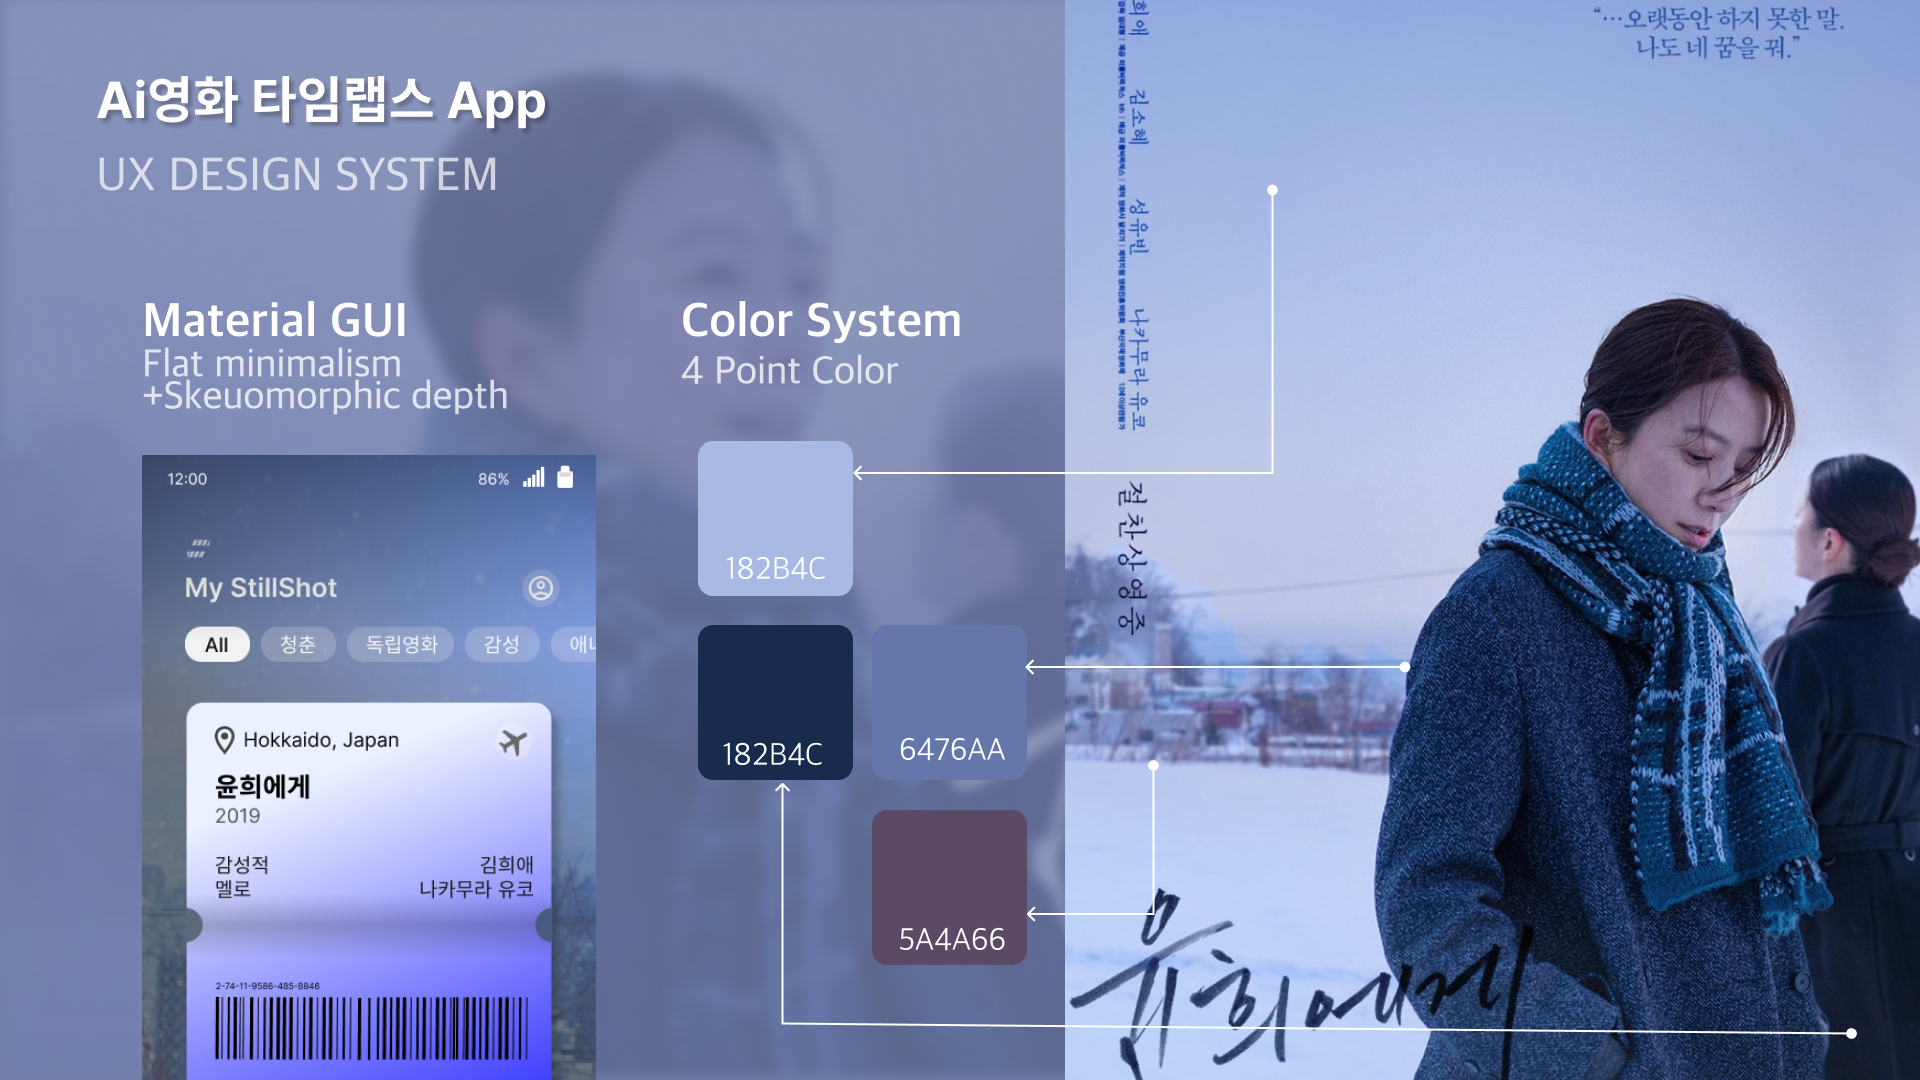 Ai영화 타임랩스 App
UX DESIGN SYSTEM
Material GUI
Flat minimalism
+Skeuomorphic depth
12:00
86%
My StillShot
All
청춘
독립영화
감성
Hokkaido, Japan
윤희에게
2019
감성적
멜로
김희애
나카무라 유코
2-74-11-9586-485-8846
Color System
4 Point Color
182B4C
182B4C
6476AA
5A4A66
희애
김소혜
성유빈
나카무라 유코
절찬상영중
“…오랫동안 하지 못한 말.
나도 네 꿈을 꿔.”
윤희에게